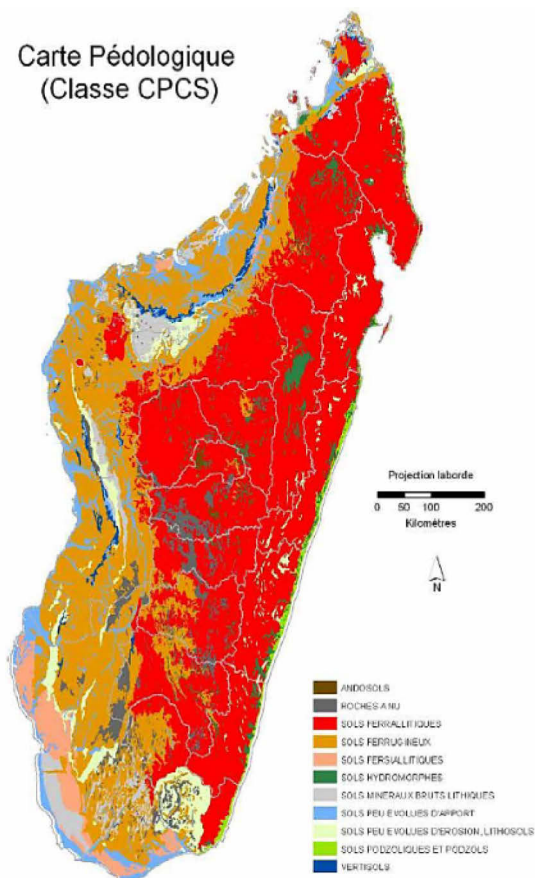 Carte Pédologique
(Classe CPCS)
Projection laborde
0 50 100 200
Kilomètres
N
ANDOSOLS
ROCHES A NU
SOLS FERRALLITIQUES
SOLS FERRUGINEUX
SOLS FERSIALLITIQUES
SOLS HYDROMORPHES
SOLS MINERAUX BRUTS LITHIQUES
SOLS PEU EVOLUES D'APPORT
SOLS PEU EVOLUES D'EROSION, LITHOSOLS
SOLS PODZOLIQUES ET PODZOLS
VERTISOLS